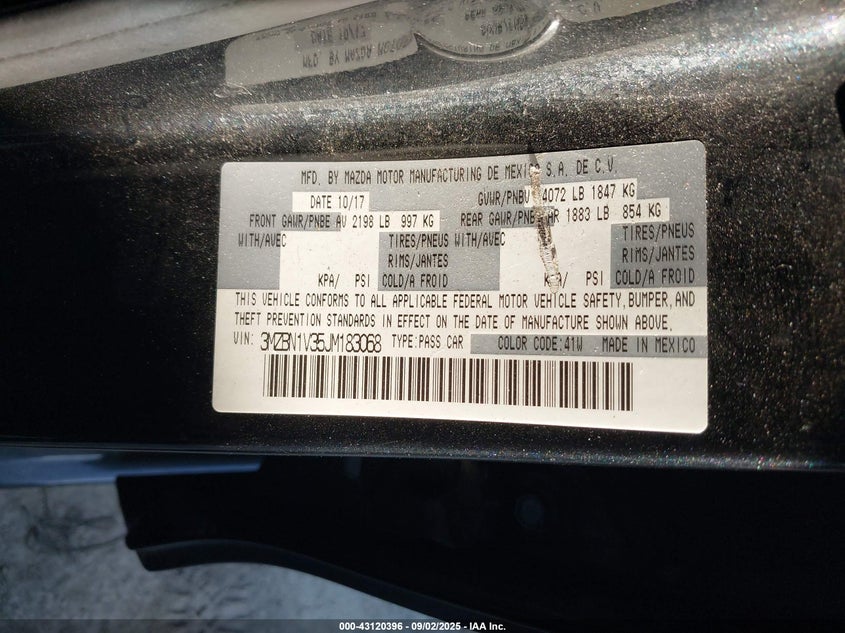 MFD. BY MAZDA MOTOR MANUFACTURING DE MEXICO S.A. DE C.V.
DATE 10/17 GVWR/PNBV 4072 LB 1847 KG
FRONT GAWR/PNBE AV 2198 LB 997 KG REAR GAWR/PNBE AR 1883 LB 854 KG
WITH/AVEC TIRES/PNEUS WITH/AVEC TIRES/PNEUS
RIMS/JANTES RIMS/JANTES
KPA/ PSI COLD/A FROID KPA/ PSI COLD/A FROID
THIS VEHICLE CONFORMS TO ALL APPLICABLE FEDERAL MOTOR VEHICLE SAFETY, BUMPER, AND
THEFT PREVENTION STANDARDS IN EFFECT ON THE DATE OF MANUFACTURE SHOWN ABOVE.
VIN: 3MZBN1V35JM183068 TYPE:PASS CAR COLOR CODE:41W MADE IN MEXICO
000-43120396 - 09/02/2025 - IAA Inc.